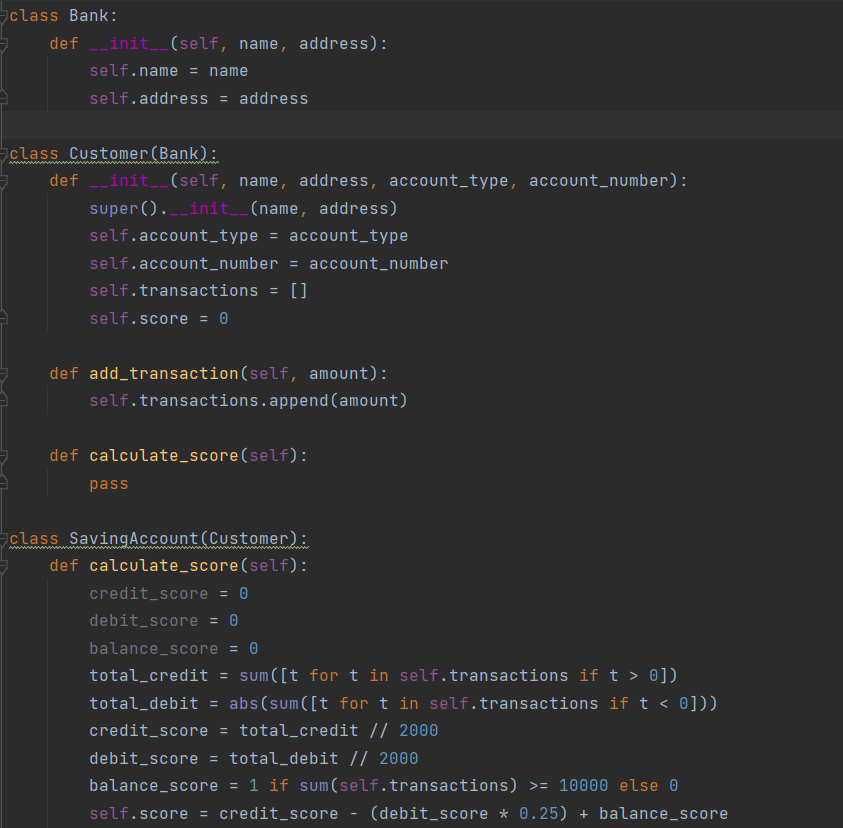 class Bank:
    def __init__(self, name, address):
        self.name = name
        self.address = address

class Customer(Bank):
    def __init__(self, name, address, account_type, account_number):
        super().__init__(name, address)
        self.account_type = account_type
        self.account_number = account_number
        self.transactions = []
        self.score = 0

    def add_transaction(self, amount):
        self.transactions.append(amount)

    def calculate_score(self):
        pass

class SavingAccount(Customer):
    def calculate_score(self):
        credit_score = 0
        debit_score = 0
        balance_score = 0
        total_credit = sum([t for t in self.transactions if t > 0])
        total_debit = abs(sum([t for t in self.transactions if t < 0]))
        credit_score = total_credit // 2000
        debit_score = total_debit // 2000
        balance_score = 1 if sum(self.transactions) >= 10000 else 0
        self.score = credit_score - (debit_score * 0.25) + balance_score